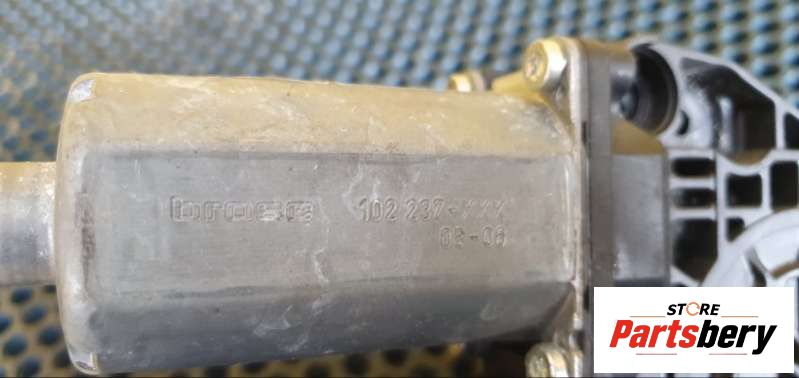 brose 102 237-XXX
03-06
STORE
Partsbery